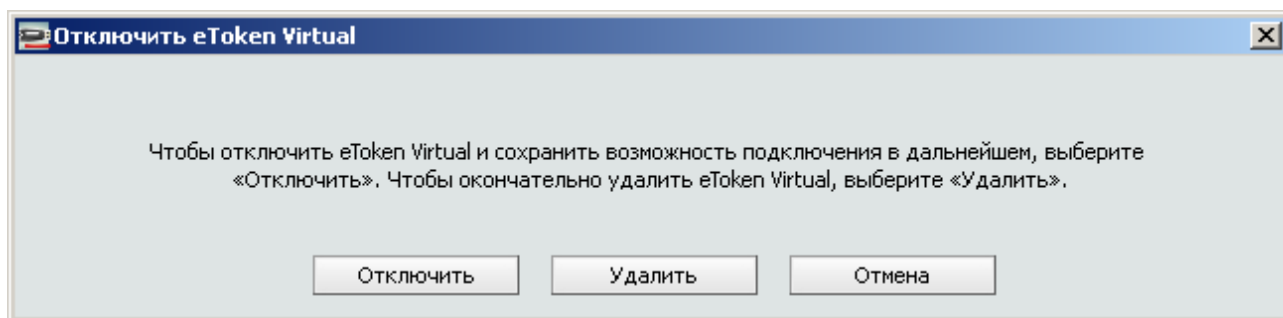 Отключить eToken Virtual
Чтобы отключить eToken Virtual и сохранить возможность подключения в дальнейшем, выберите
«Отключить». Чтобы окончательно удалить eToken Virtual, выберите «Удалить».
Отключить Удалить Отмена